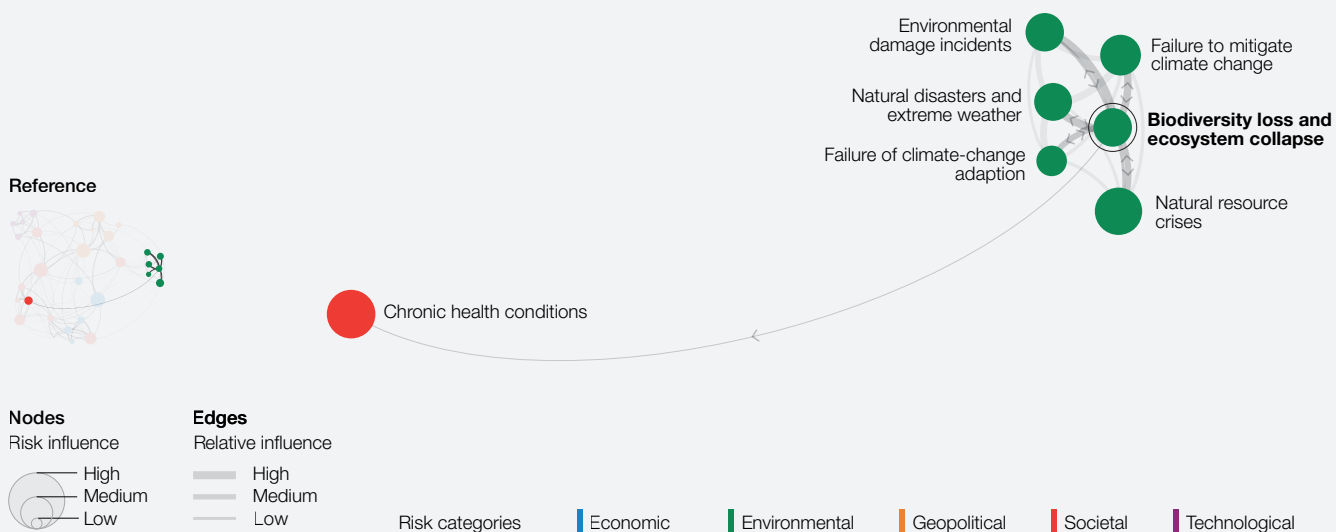 Environmental
damage incidents
Failure to mitigate
climate change
Natural disasters and
extreme weather
Biodiversity loss and
ecosystem collapse
Failure of climate-change
adaption
Reference
Natural resource
crises
Chronic health conditions
Nodes
Risk influence
High
Medium
Low
Edges
Relative influence
High
Medium
Low
Risk categories
Economic
Environmental
Geopolitical
Societal
Technological